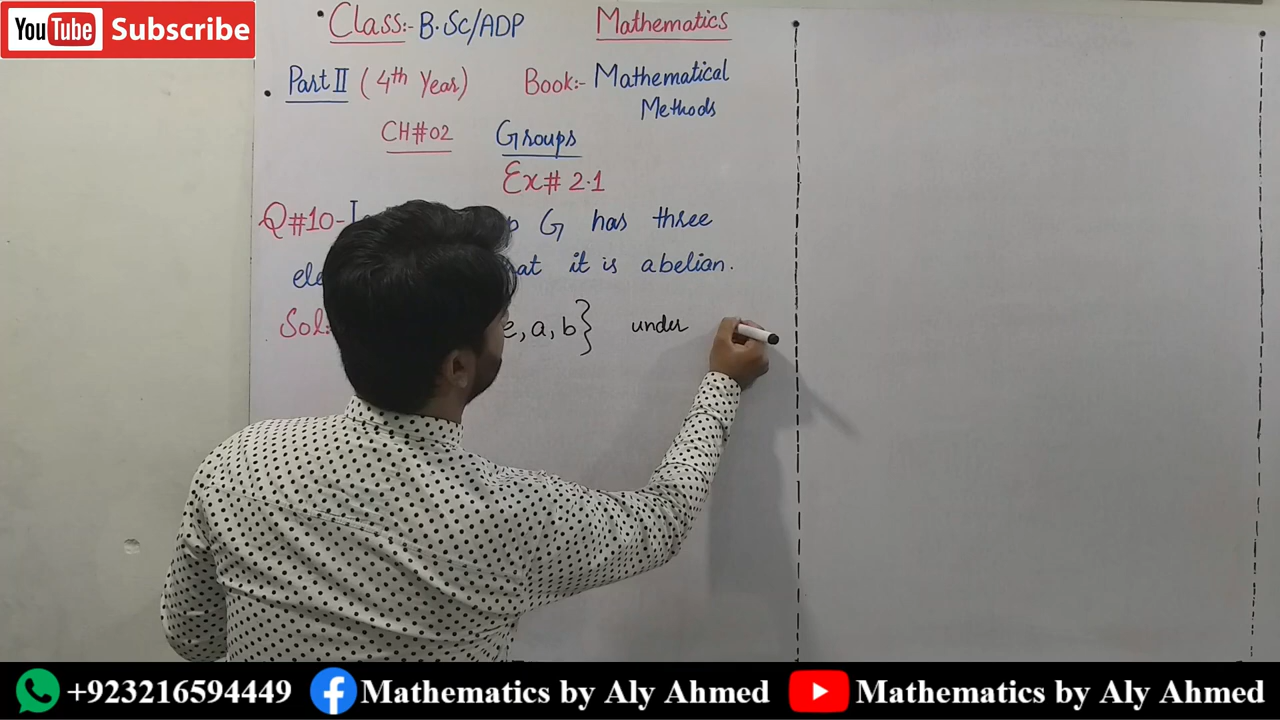 YouTube Subscribe
Class:- B.Sc/ADP Mathematics
Part II (4th Year) Book:- Mathematical
Methods
CH#02 Groups
Ex# 2.1
Q#10- G has three
it is abelian.
Sol: e, a, b} under
+923216594449 Mathematics by Aly Ahmed Mathematics by Aly Ahmed